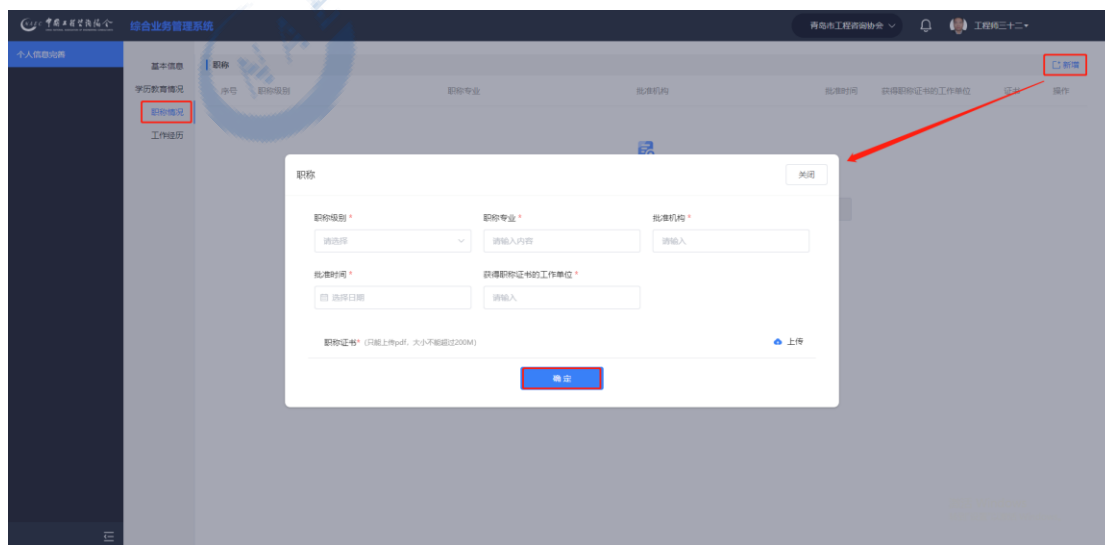 综合业务管理系统
青岛市工程咨询协会
工程师三十二
个人信息完善
基本信息
学历教育情况
职称情况
工作经历
职称
新增
序号 职称级别 职称专业 批准机构 批准时间 获得职称证书的工作单位 证书 操作
职称
关闭
职称级别 * 职称专业 * 批准机构 *
请选择 请输入内容 请输入
批准时间 * 获得职称证书的工作单位 *
选择日期 请输入
职称证书* (只能上传pdf, 大小不能超过200M) 上传
确定